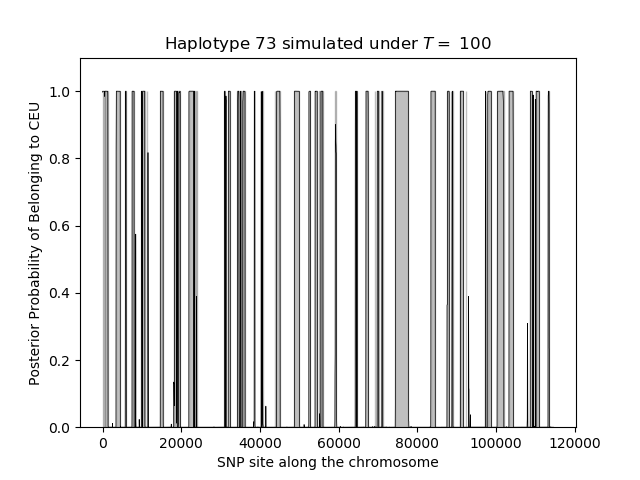 Haplotype 73 simulated under T = 100
Posterior Probability of Belonging to CEU
1.0
0.8
0.6
0.4
0.2
0.0
0 20000 40000 60000 80000 100000 120000
SNP site along the chromosome